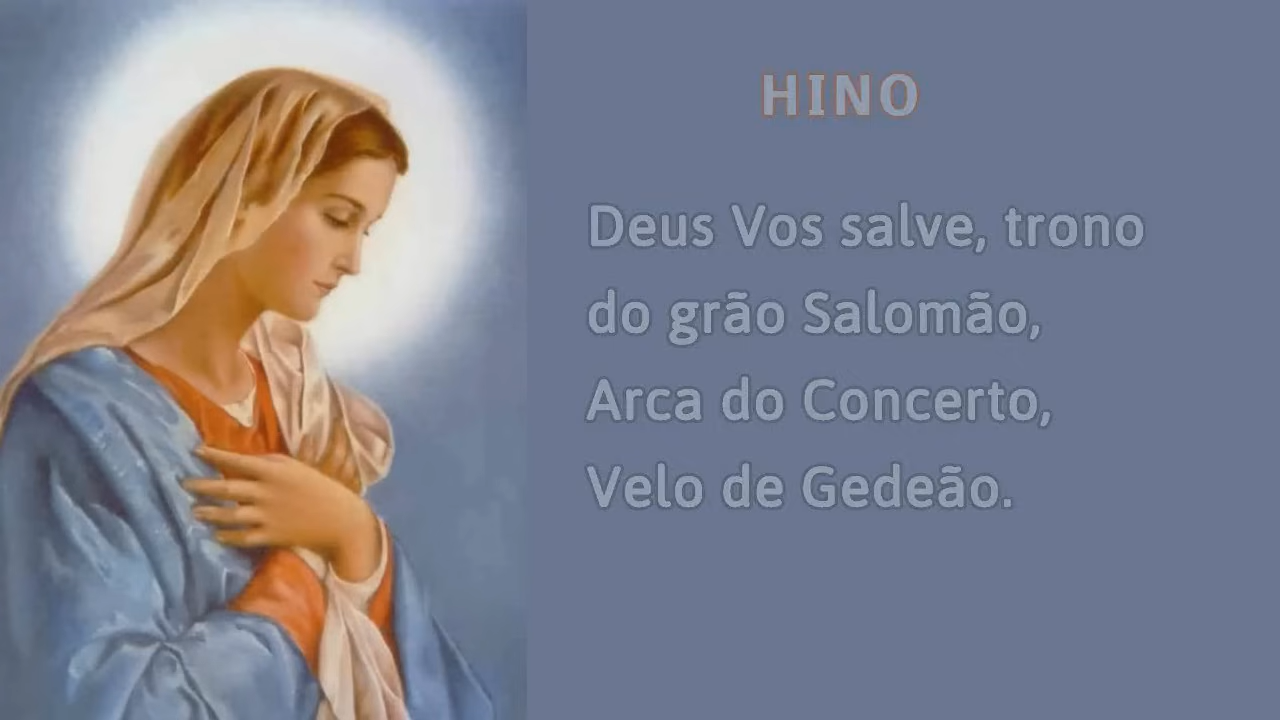 HINO
Deus Vos salve, trono
do grão Salomão,
Arca do Concerto,
Velo de Gedeão.